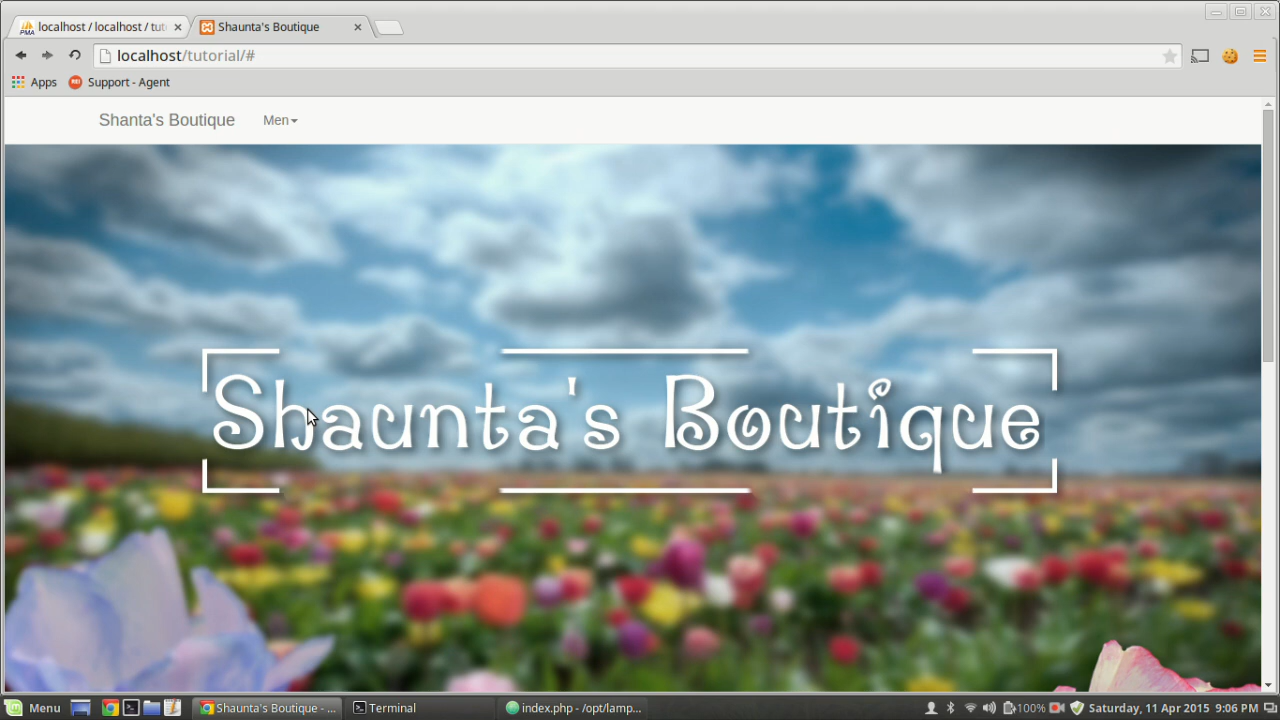 PMA localhost / localhost / tut
Shaunta's Boutique
localhost/tutorial/#
Apps Support - Agent
Shanta's Boutique Men
Shaunta's Boutique
Menu Shaunta's Boutique - ... Terminal index.php - /opt/lamp... 100% Saturday, 11 Apr 2015 9:06 PM